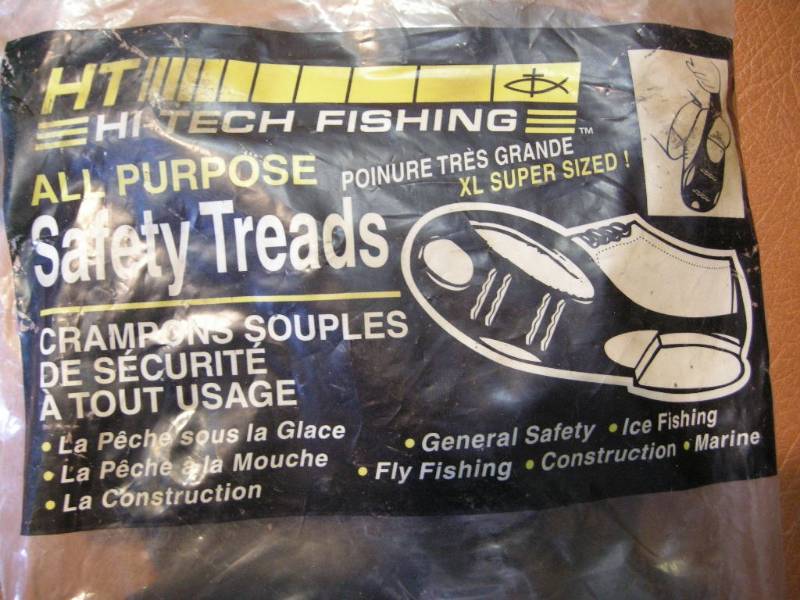 HT
HI-TECH FISHING™
ALL PURPOSE
POINURE TRÈS GRANDE
XL SUPER SIZED !
Safety Treads
CRAMPONS SOUPLES
DE SÉCURITÉ
À TOUT USAGE
• La Pêche sous la Glace
• La Pêche à la Mouche
• La Construction
• General Safety • Ice Fishing
• Fly Fishing • Construction • Marine